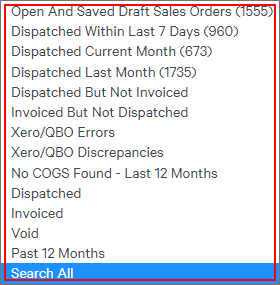 Open And Saved Draft Sales Orders (1555)
Dispatched Within Last 7 Days (960)
Dispatched Current Month (673)
Dispatched Last Month (1735)
Dispatched But Not Invoiced
Invoiced But Not Dispatched
Xero/QBO Errors
Xero/QBO Discrepancies
No COGS Found - Last 12 Months
Dispatched
Invoiced
Void
Past 12 Months
Search All